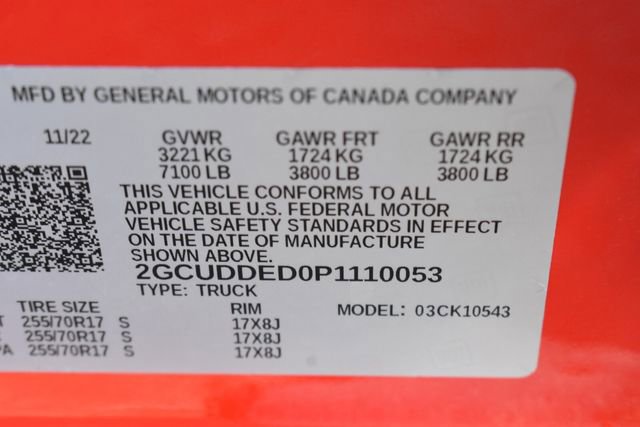 MFD BY GENERAL MOTORS OF CANADA COMPANY
11/22 GVWR GAWR FRT GAWR RR
3221 KG 1724 KG 1724 KG
7100 LB 3800 LB 3800 LB
THIS VEHICLE CONFORMS TO ALL
APPLICABLE U.S. FEDERAL MOTOR
VEHICLE SAFETY STANDARDS IN EFFECT
ON THE DATE OF MANUFACTURE
SHOWN ABOVE.
2GCUDDED0P1110053
TYPE: TRUCK
TIRE SIZE RIM MODEL: 03CK10543
T 255/70R17 S 17X8J
255/70R17 S 17X8J
PA 255/70R17 S 17X8J